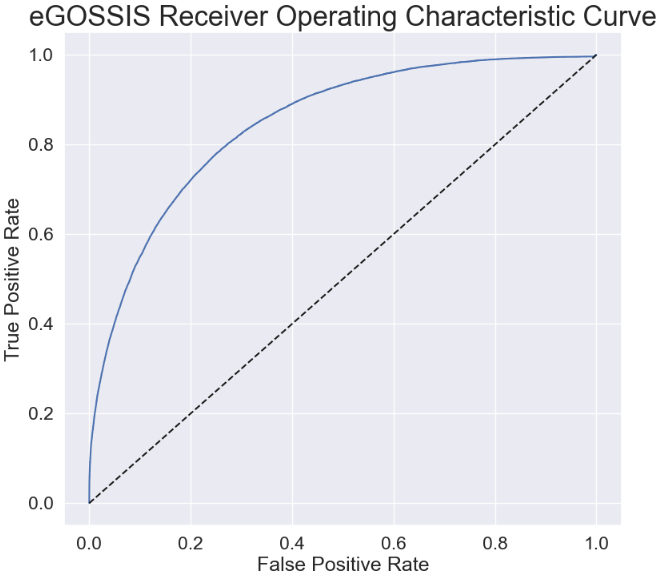 eGOSSIS Receiver Operating Characteristic Curve
1.0
0.8
0.6
0.4
0.2
0.0
True Positive Rate
0.0 0.2 0.4 0.6 0.8 1.0
False Positive Rate